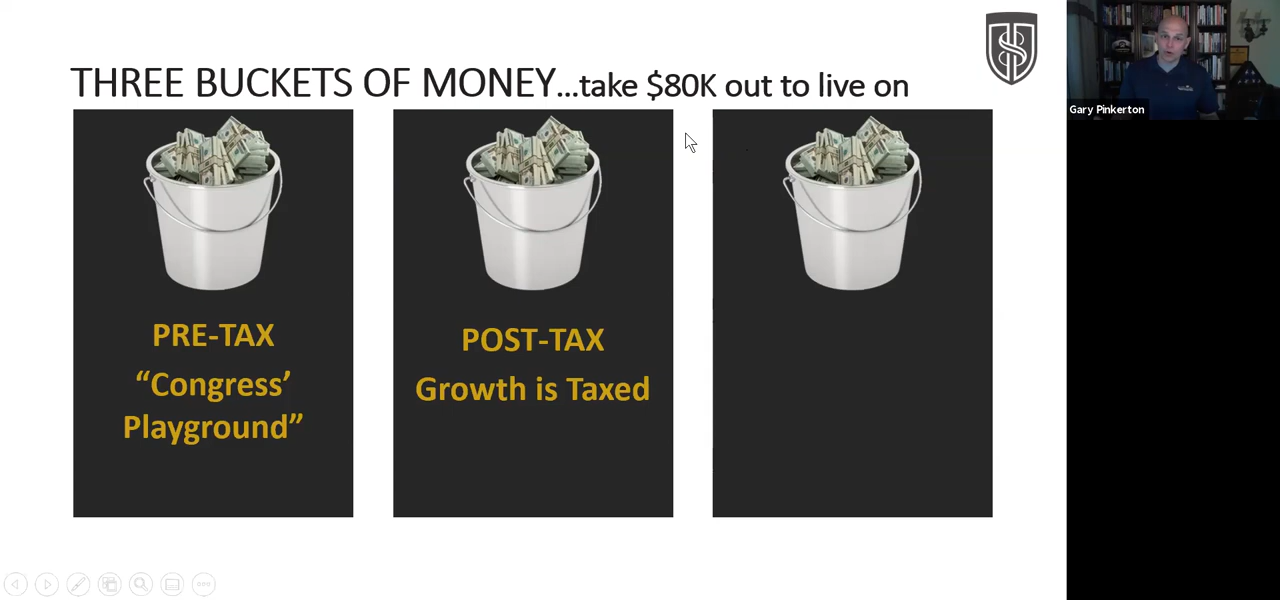 THREE BUCKETS OF MONEY...take $80K out to live on
Gary Pinkerton
PRE-TAX
“Congress’
Playground”
POST-TAX
Growth is Taxed